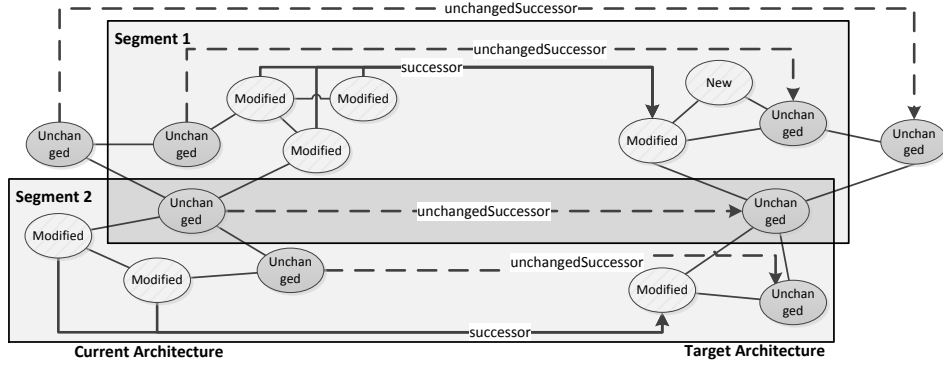 unchangedSuccessor
Segment 1
unchangedSuccessor
successor
New
Modified
Modified
Unchan
ged
Unchan
ged
Unchan
ged
Modified
Unchan
ged
Modified
Segment 2
Unchan
ged
unchangedSuccessor
Unchan
ged
Modified
Unchan
ged
unchangedSuccessor
Modified
Modified
Unchan
ged
successor
Current Architecture
Target Architecture